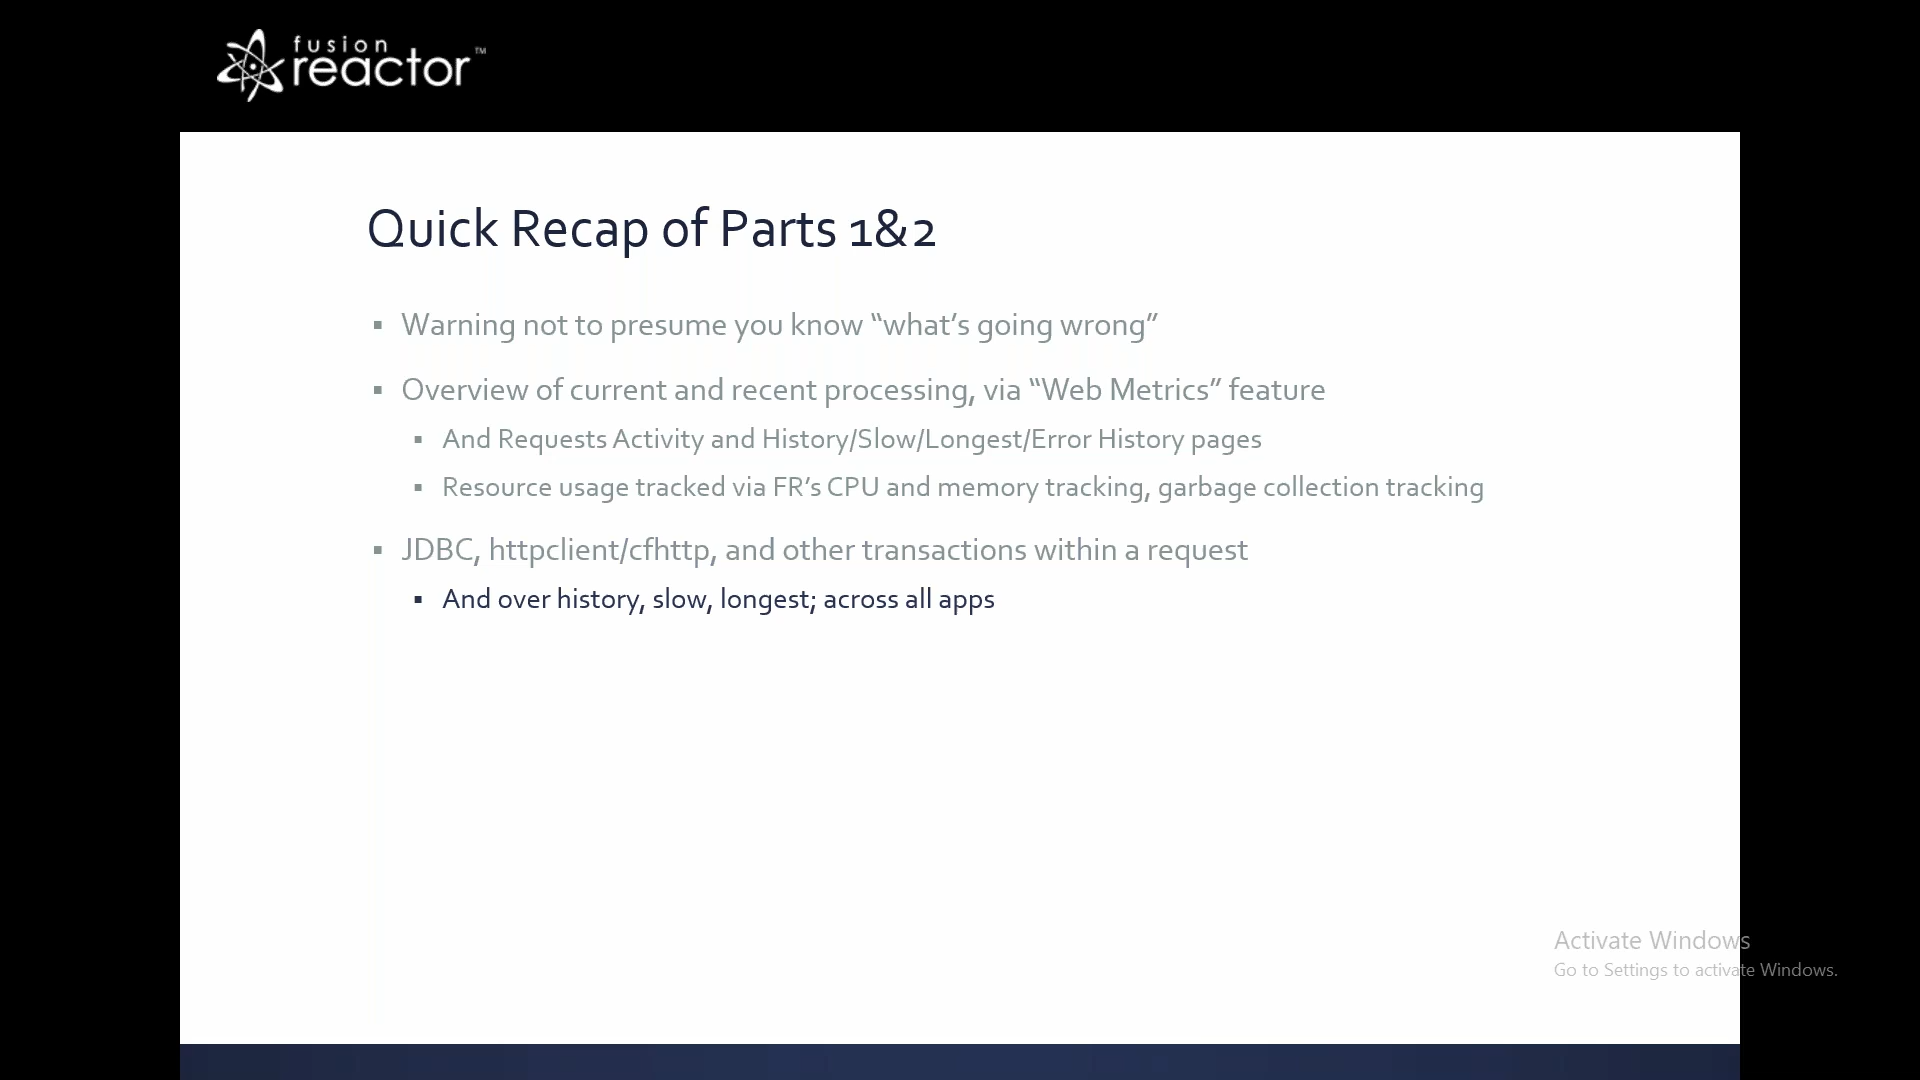 fusion
reactor™
Quick Recap of Parts 1&2
▪ Warning not to presume you know “what’s going wrong”
▪ Overview of current and recent processing, via “Web Metrics” feature
▪ And Requests Activity and History/Slow/Longest/Error History pages
▪ Resource usage tracked via FR’s CPU and memory tracking, garbage collection tracking
▪ JDBC, httpclient/cfhttp, and other transactions within a request
▪ And over history, slow, longest; across all apps
Activate Windows
Go to Settings to activate Windows.